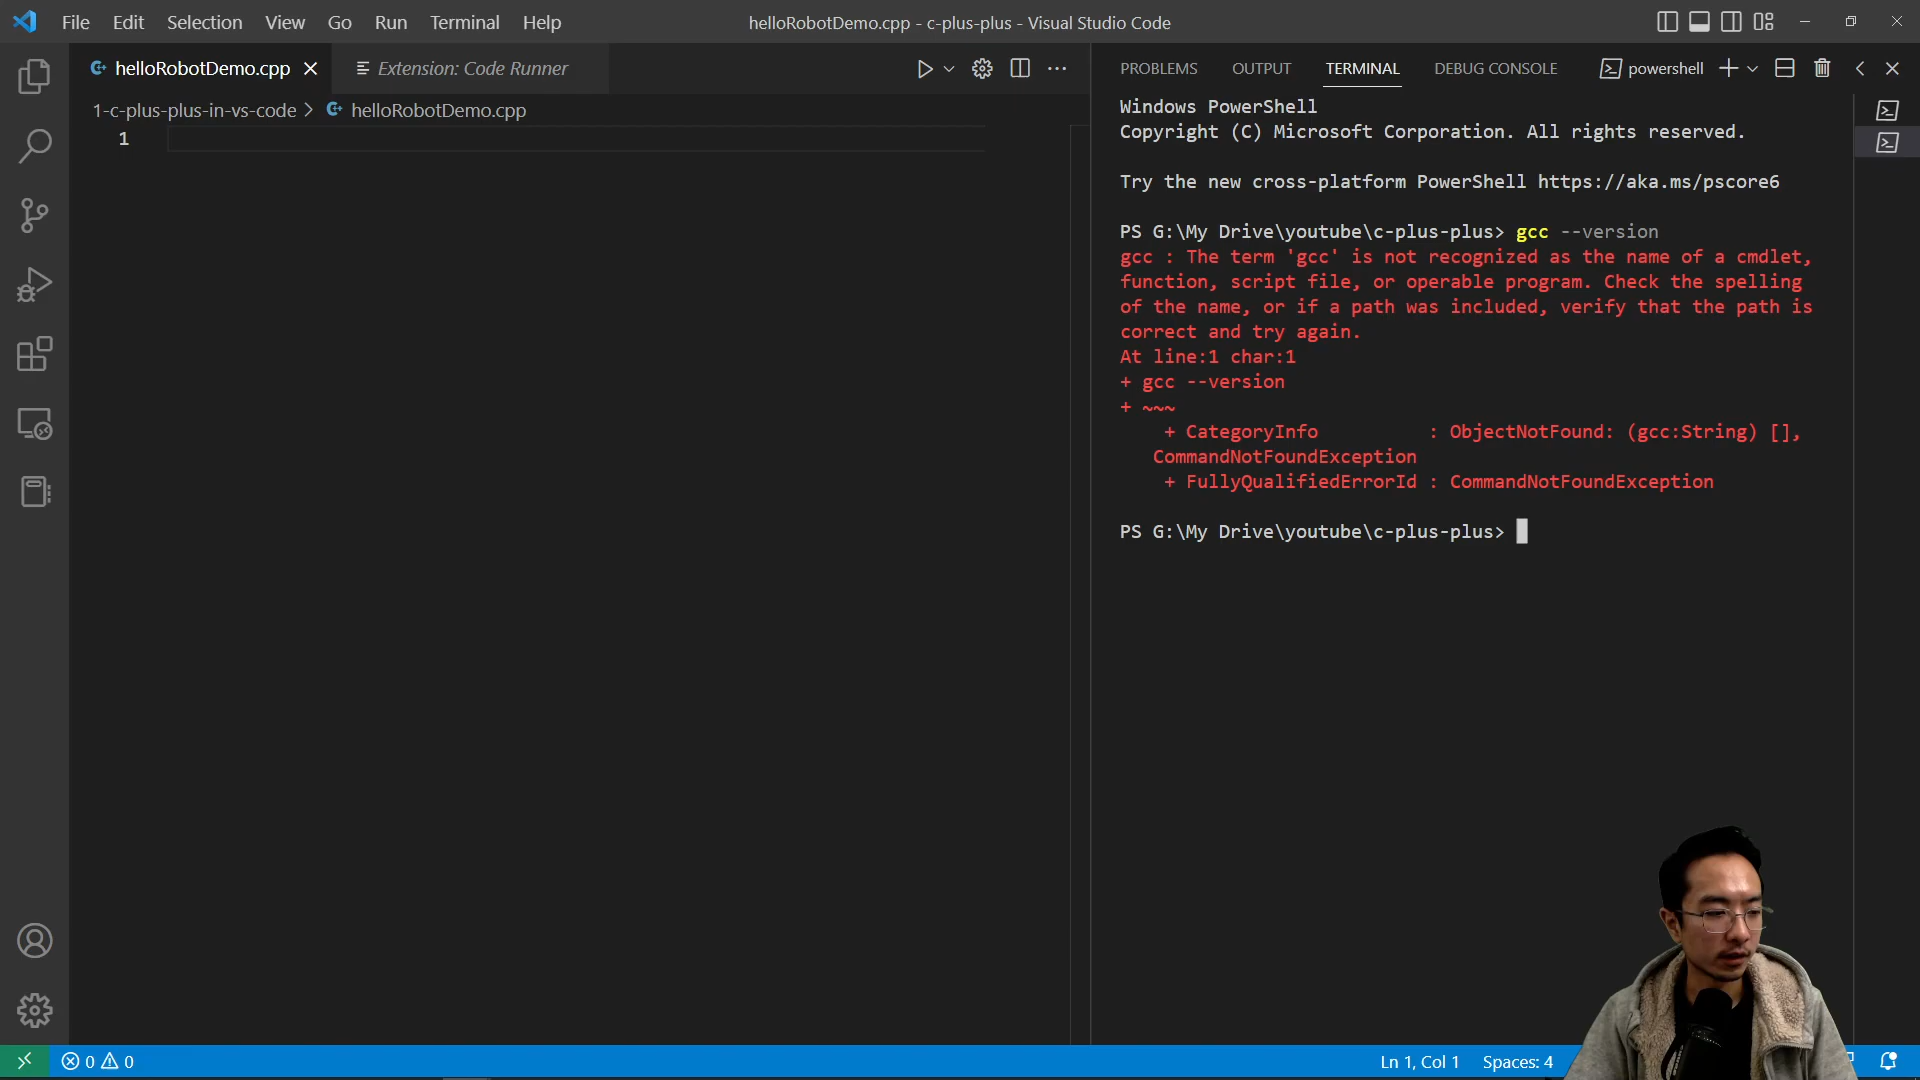 File Edit Selection View Go Run Terminal Help
helloRobotDemo.cpp - c-plus-plus - Visual Studio Code
helloRobotDemo.cpp
Extension: Code Runner
1-c-plus-plus-in-vs-code > helloRobotDemo.cpp
1
PROBLEMS OUTPUT TERMINAL DEBUG CONSOLE powershell
Windows PowerShell
Copyright (C) Microsoft Corporation. All rights reserved.
Try the new cross-platform PowerShell https://aka.ms/pscore6
PS G:\My Drive\youtube\c-plus-plus> gcc --version
gcc : The term 'gcc' is not recognized as the name of a cmdlet,
function, script file, or operable program. Check the spelling
of the name, or if a path was included, verify that the path is
correct and try again.
At line:1 char:1
+ gcc --version
+ ~~~
+ CategoryInfo : ObjectNotFound: (gcc:String) [],
CommandNotFoundException
+ FullyQualifiedErrorId : CommandNotFoundException
PS G:\My Drive\youtube\c-plus-plus>
0 0
Ln 1, Col 1 Spaces: 4